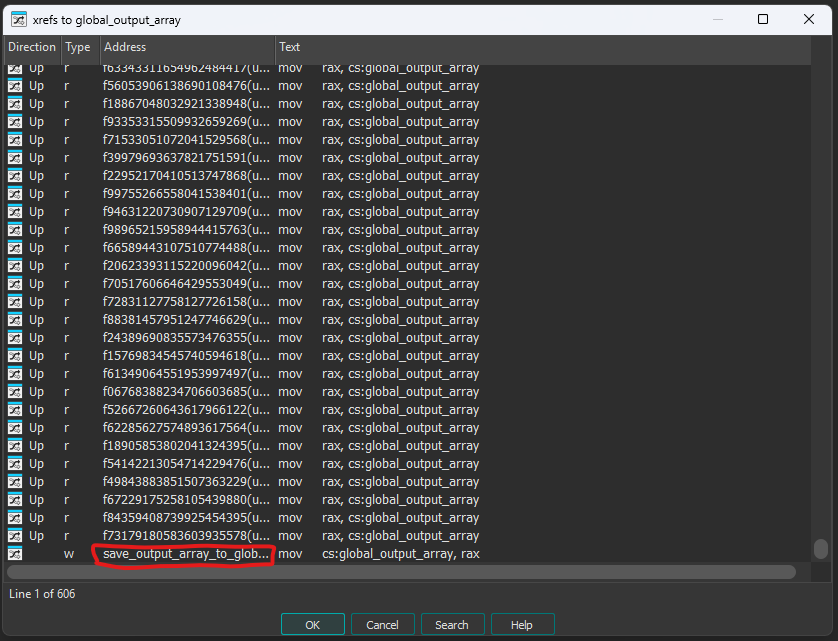 xrefs to global_output_array
Direction Type Address Text
Up r f63343311654962484417(u... mov rax, cs:global_output_array
Up r f56053906138690108476(u... mov rax, cs:global_output_array
Up r f18867048032921338948(u... mov rax, cs:global_output_array
Up r f93353315509932659269(u... mov rax, cs:global_output_array
Up r f71533051072041529568(u... mov rax, cs:global_output_array
Up r f39979693637821751591(u... mov rax, cs:global_output_array
Up r f22952170410513747868(u... mov rax, cs:global_output_array
Up r f99755266558041538401(u... mov rax, cs:global_output_array
Up r f94631220730907129709(u... mov rax, cs:global_output_array
Up r f98965215958944415763(u... mov rax, cs:global_output_array
Up r f66589443107510774488(u... mov rax, cs:global_output_array
Up r f20623393115220096042(u... mov rax, cs:global_output_array
Up r f70517606646429553049(u... mov rax, cs:global_output_array
Up r f72831127758127726158(u... mov rax, cs:global_output_array
Up r f88381457951247746629(u... mov rax, cs:global_output_array
Up r f24389690835573476355(u... mov rax, cs:global_output_array
Up r f15769834545740594618(u... mov rax, cs:global_output_array
Up r f61349064551953997497(u... mov rax, cs:global_output_array
Up r f06768388234706603685(u... mov rax, cs:global_output_array
Up r f52667260643617966122(u... mov rax, cs:global_output_array
Up r f62285627574893617564(u... mov rax, cs:global_output_array
Up r f18905853802041324395(u... mov rax, cs:global_output_array
Up r f54142213054714229476(u... mov rax, cs:global_output_array
Up r f49843883851507363229(u... mov rax, cs:global_output_array
Up r f67229175258105439880(u... mov rax, cs:global_output_array
Up r f84359408739925454395(u... mov rax, cs:global_output_array
Up r f73179180583603935578(u... mov rax, cs:global_output_array
w save_output_array_to_glob... mov cs:global_output_array, rax
Line 1 of 606
OK Cancel Search Help